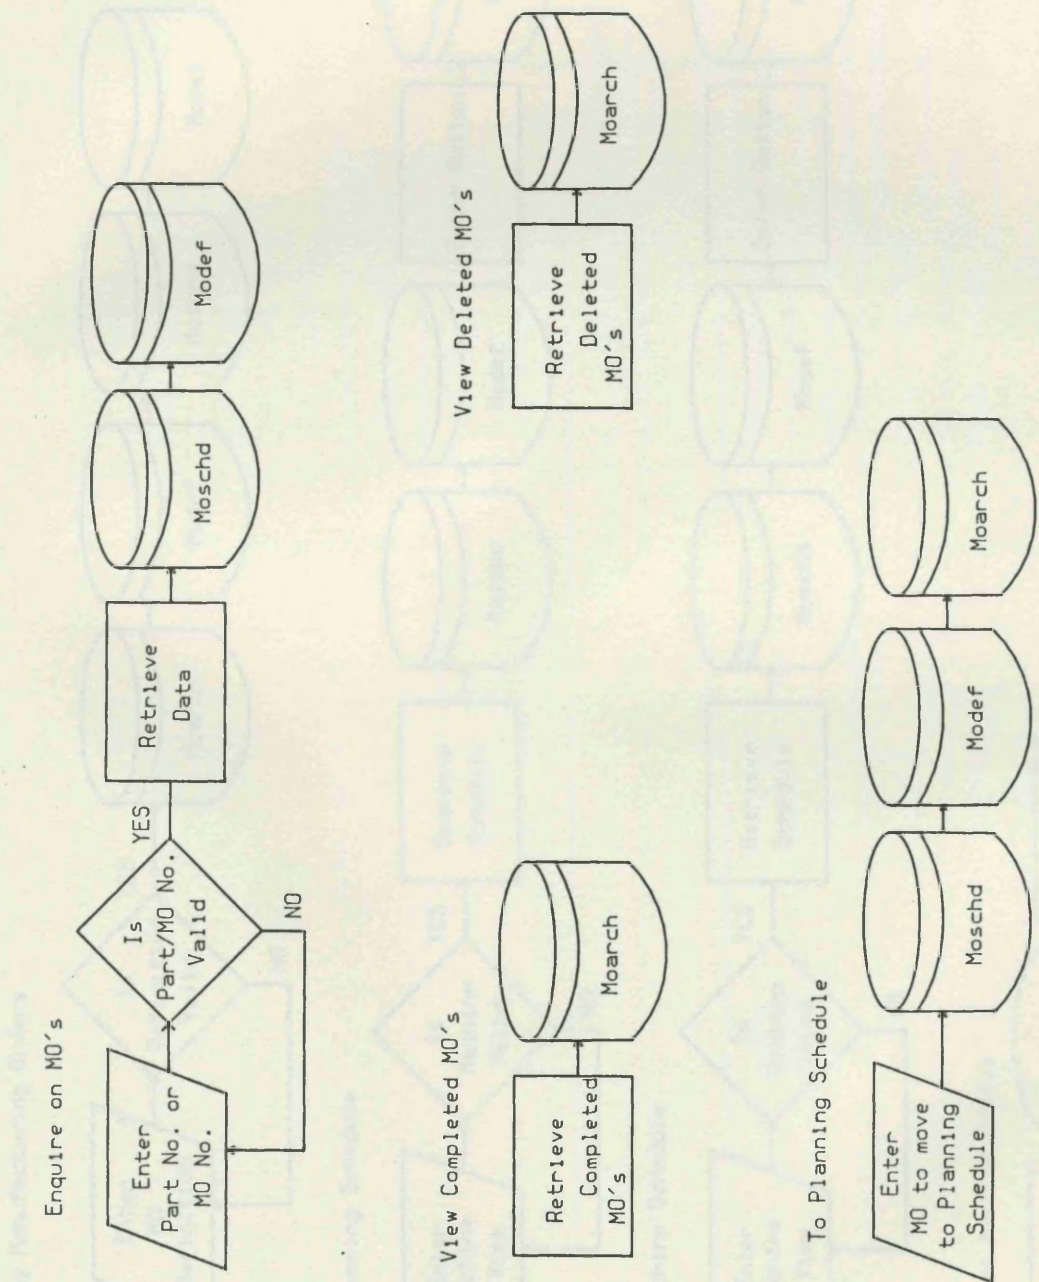 Enquire on MO's
Enter
Part No. or
MO No.
Is
Part/MO No.
Valid
YES
NO
Retrieve
Data
Moschd
Modef
View Completed MO's
Retrieve
Completed
MO's
Moarch
View Deleted MO's
Retrieve
Deleted
MO's
Moarch
To Planning Schedule
Enter
MO to move
to Planning
Schedule
Moschd
Modef
Moarch